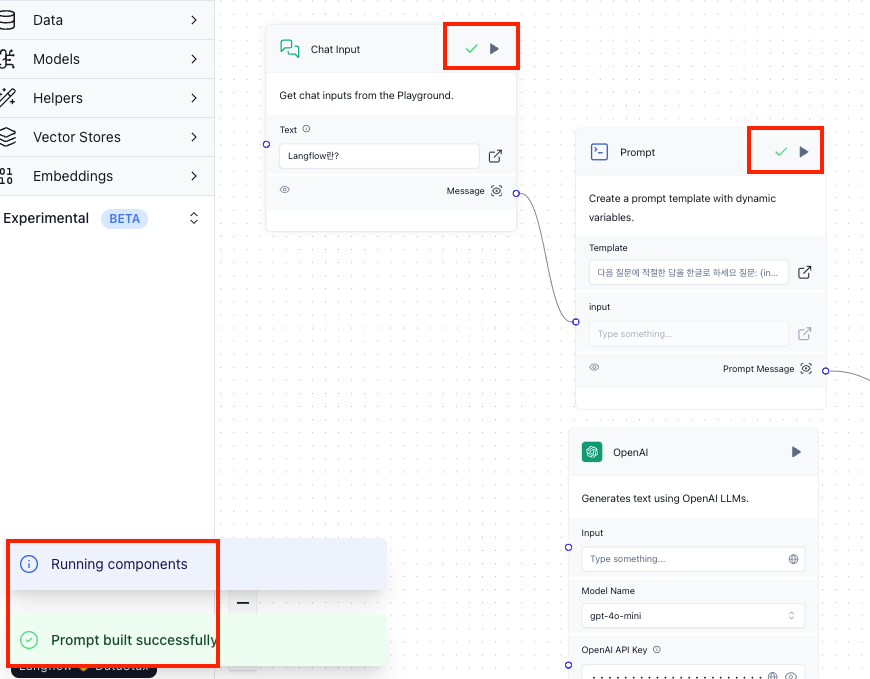 Data
Models
Helpers
Vector Stores
Embeddings
Experimental BETA
Chat Input
Get chat inputs from the Playground.
Text
Langflow란?
Message
Prompt
Create a prompt template with dynamic
variables.
Template
다음 질문에 적절한 답을 한글로 하세요 질문: {in...
input
Type something...
Prompt Message
OpenAI
Generates text using OpenAI LLMs.
Input
Type something...
Model Name
gpt-4o-mini
OpenAI API Key
Running components
Prompt built successfully
Langflow DataStax